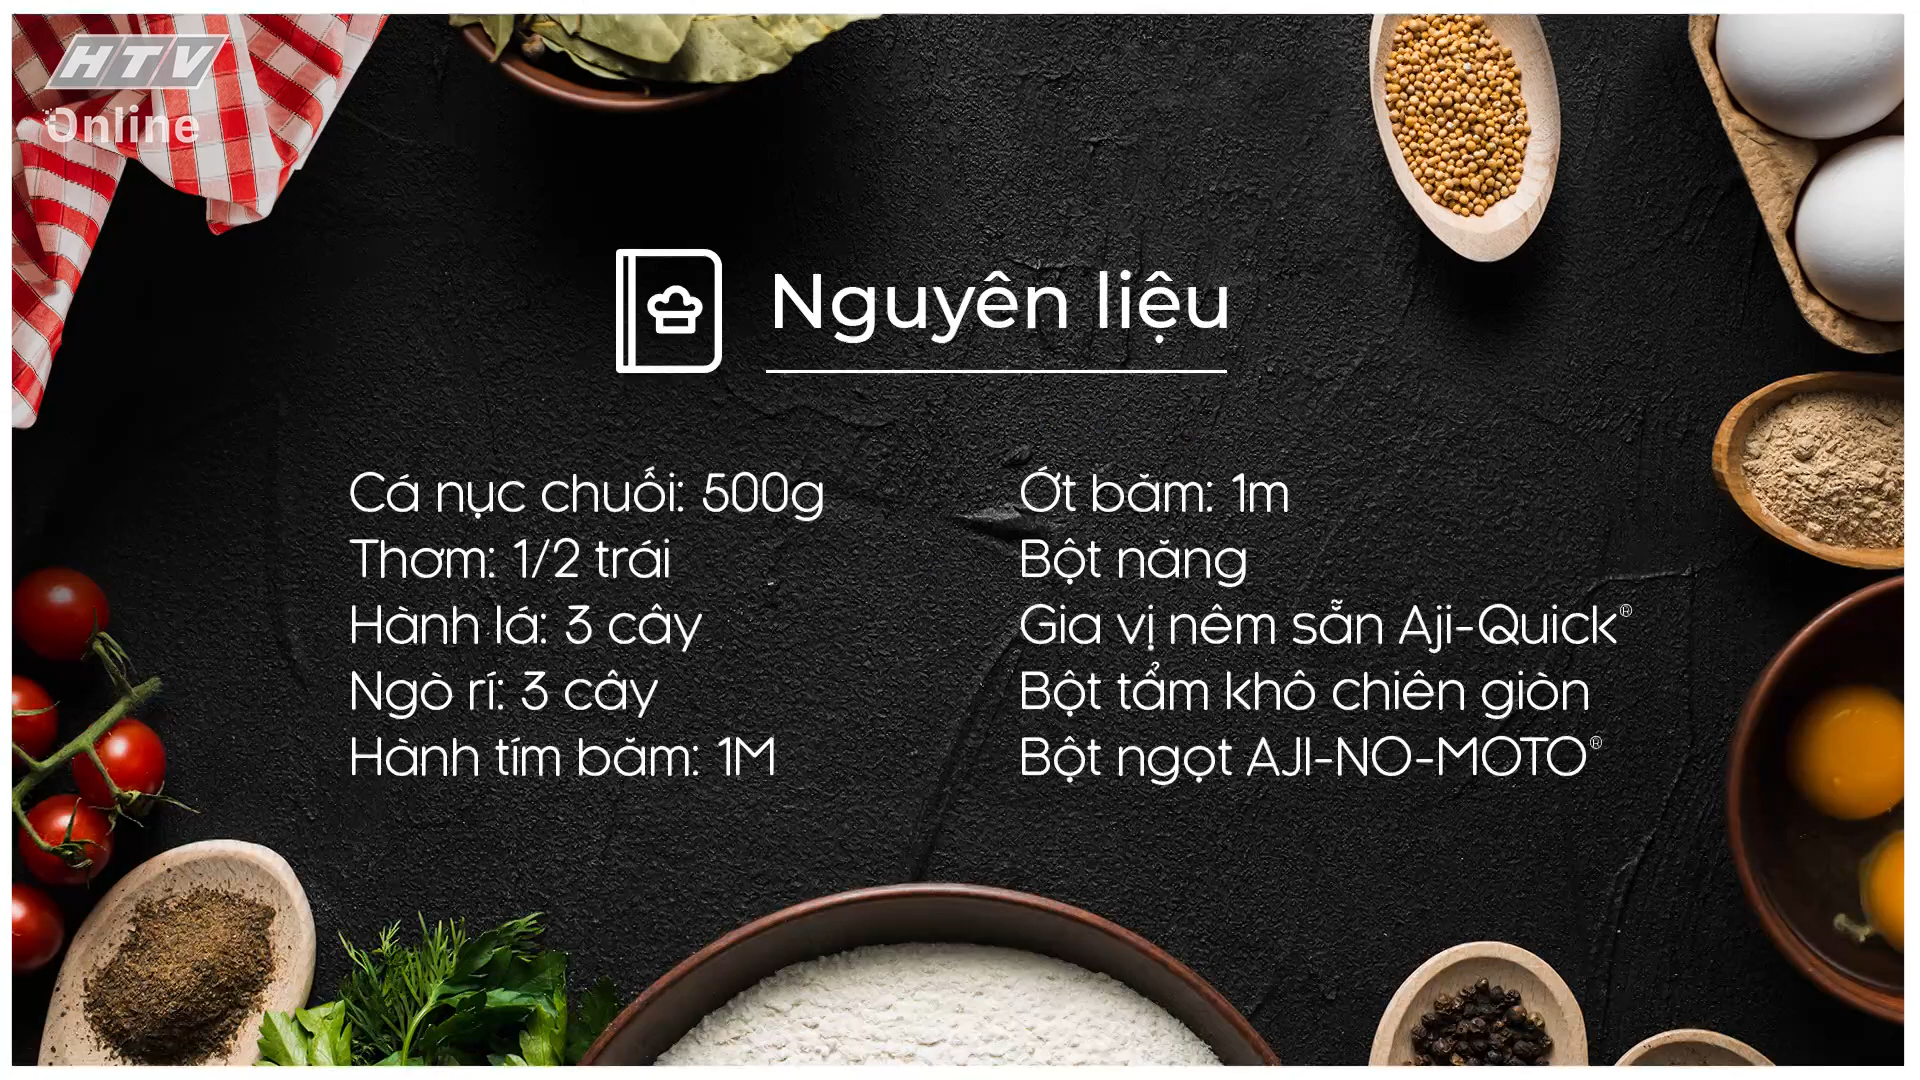 HTV
Online
Nguyên liệu
Cá nục chuối: 500g
Thơm: 1/2 trái
Hành lá: 3 cây
Ngò rí: 3 cây
Hành tím băm: 1M
Ớt băm: 1m
Bột năng
Gia vị nêm sẵn Aji-Quick®
Bột tẩm khô chiên giòn
Bột ngọt AJI-NO-MOTO®